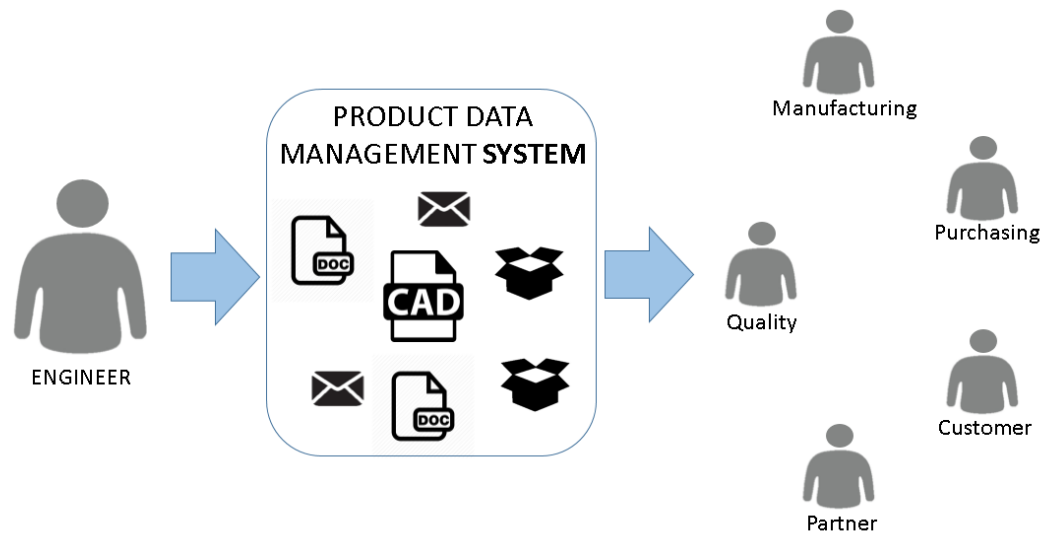 PRODUCT DATA
MANAGEMENT SYSTEM
DOC
CAD
DOC
ENGINEER
Manufacturing
Purchasing
Quality
Customer
Partner